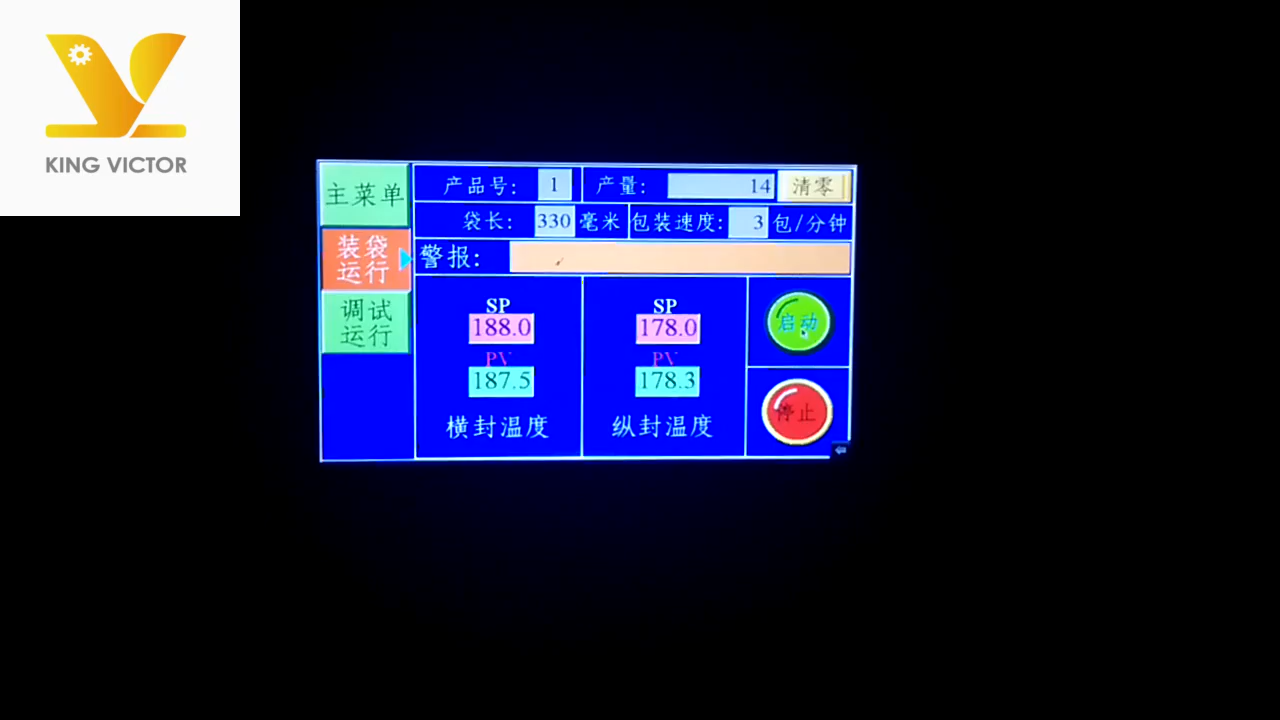 KING VICTOR
主菜单
装袋
运行
调试
运行
产品号: 1 产量: 14 清零
袋长: 330 毫米 包装速度: 3 包/分钟
警报:
SP
188.0
PV
187.5
横封温度
SP
178.0
PV
178.3
纵封温度
启动
停止